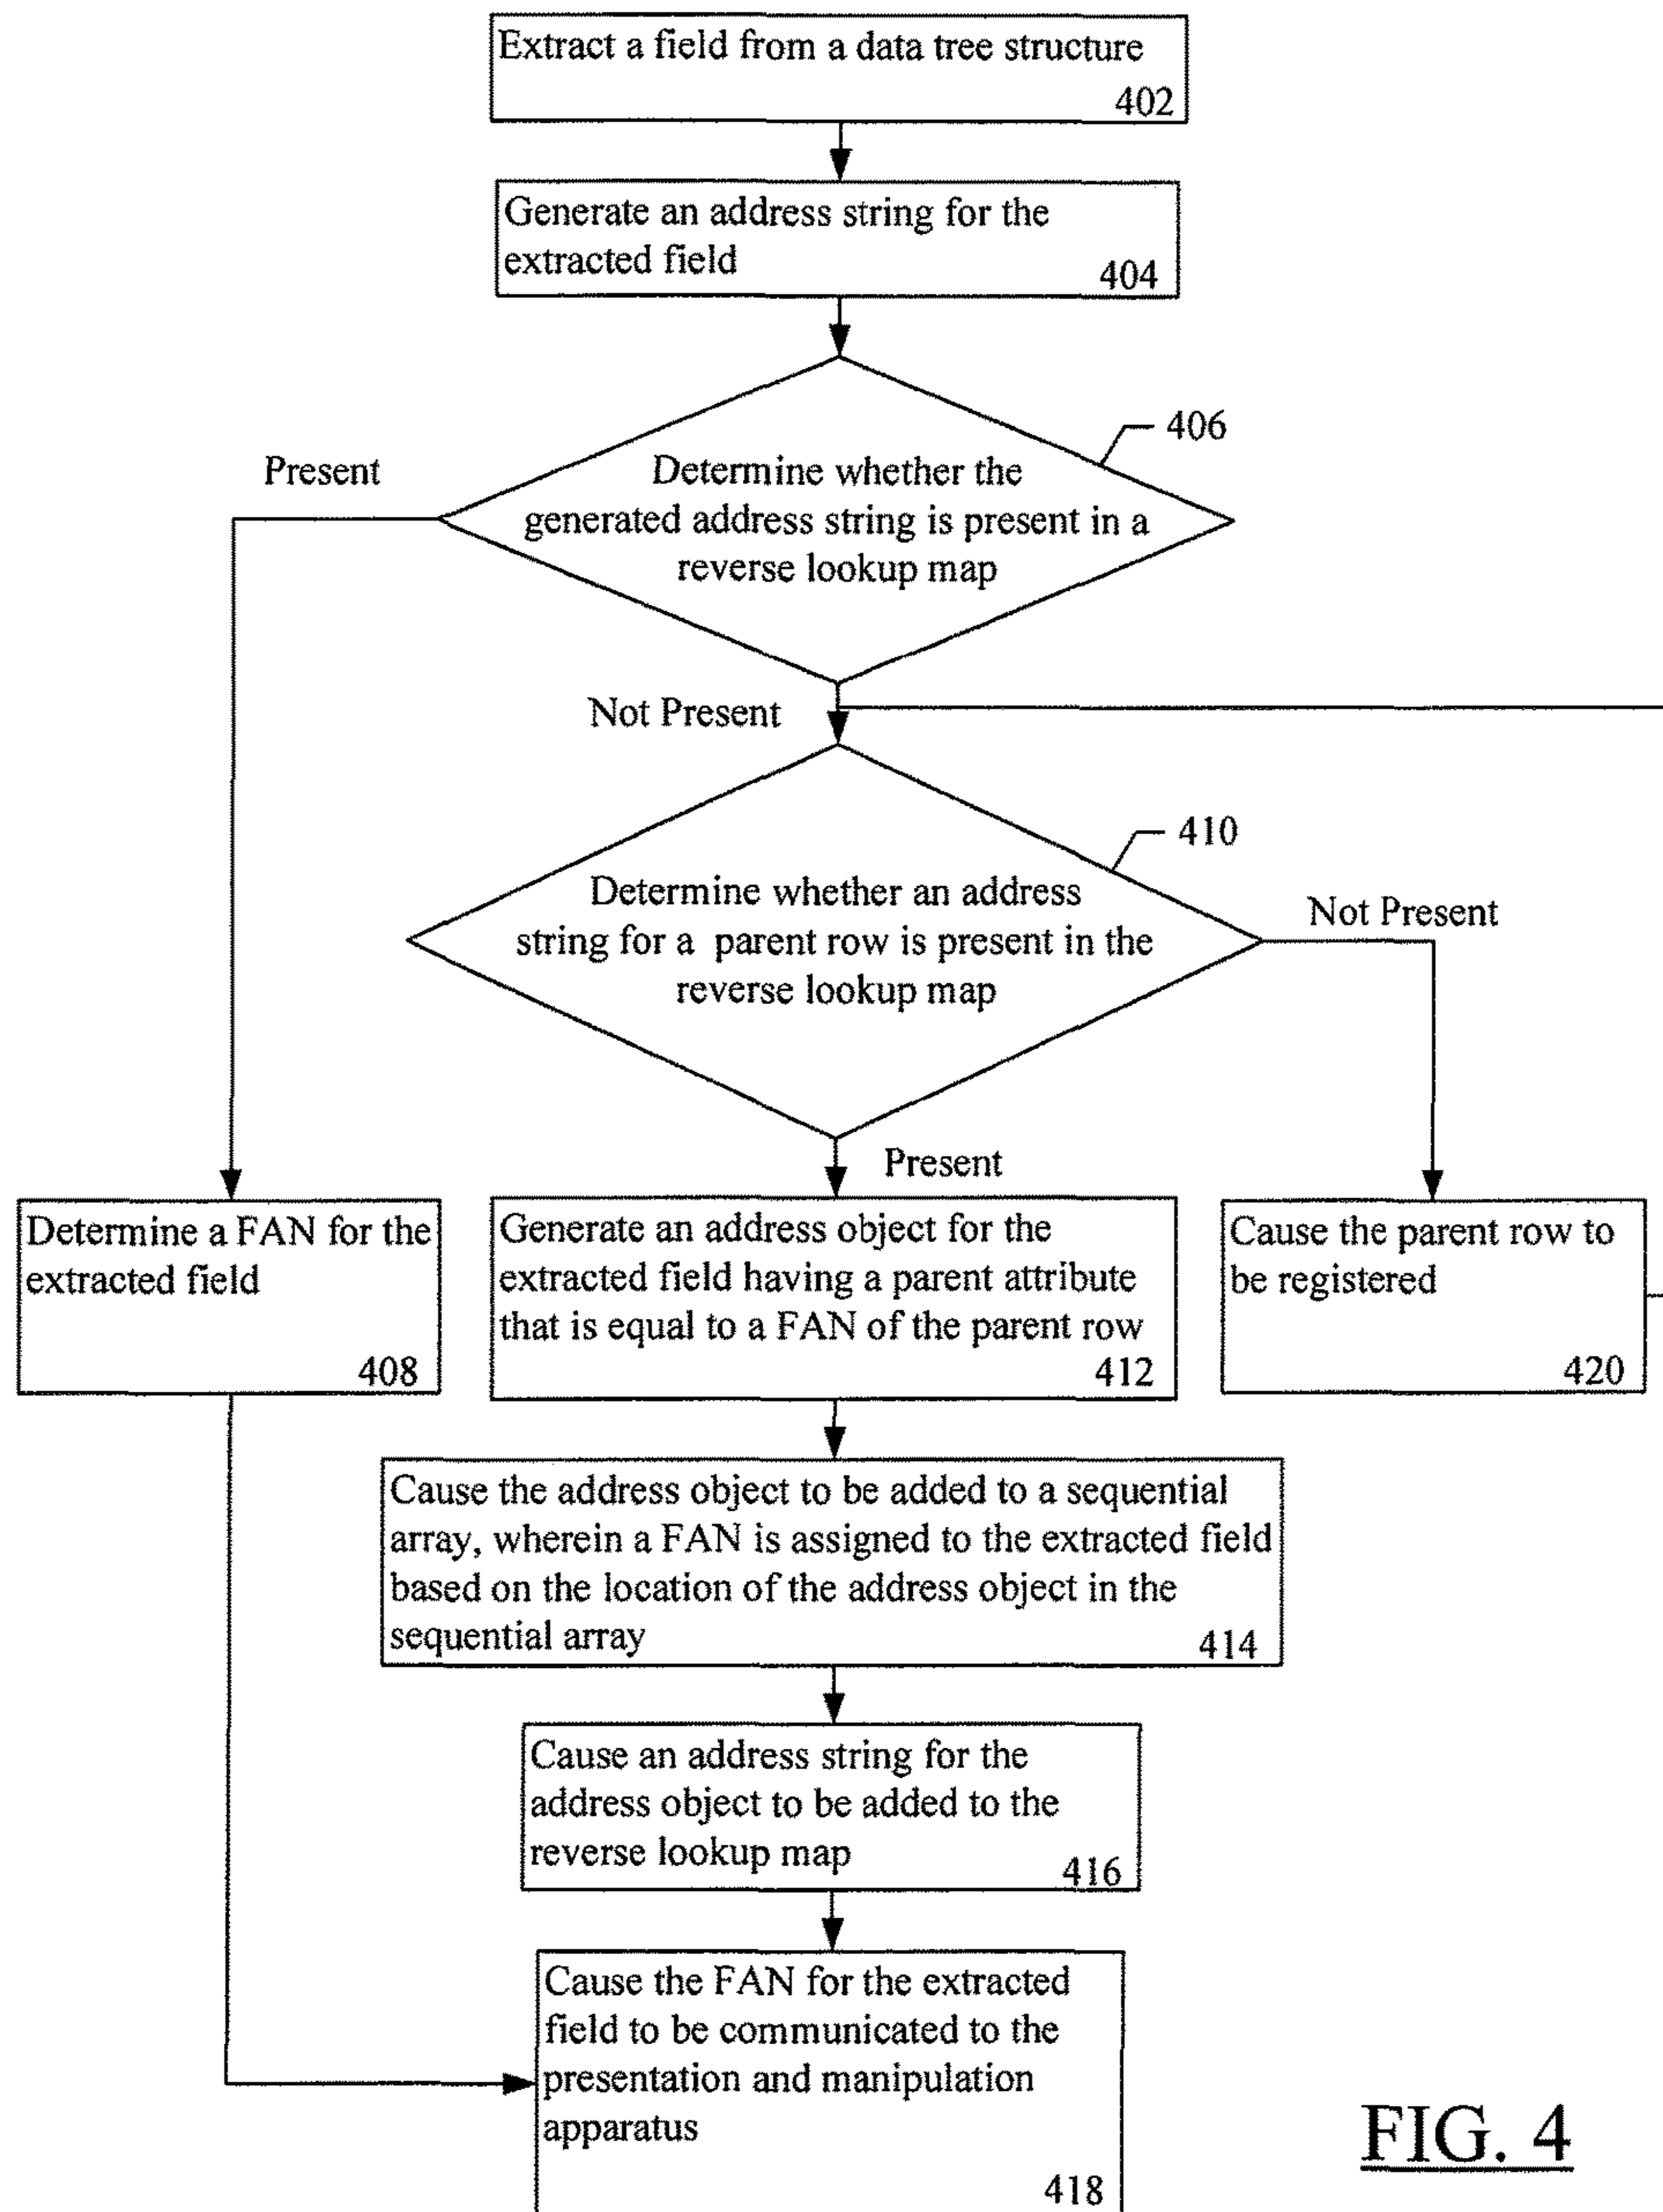 Extract a field from a data tree structure
402
Generate an address string for the
extracted field
404
406
Present
Determine whether the
generated address string is present in a
reverse lookup map
Not Present
410
Determine whether an address
string for a parent row is present in the
reverse lookup map
Not Present
Present
Determine a FAN for the
extracted field
408
Generate an address object for the
extracted field having a parent attribute
that is equal to a FAN of the parent row
412
Cause the parent row to
be registered
420
Cause the address object to be added to a sequential
array, wherein a FAN is assigned to the extracted field
based on the location of the address object in the
sequential array
414
Cause an address string for the
address object to be added to the
reverse lookup map
416
Cause the FAN for the extracted
field to be communicated to the
presentation and manipulation
apparatus
418
FIG. 4